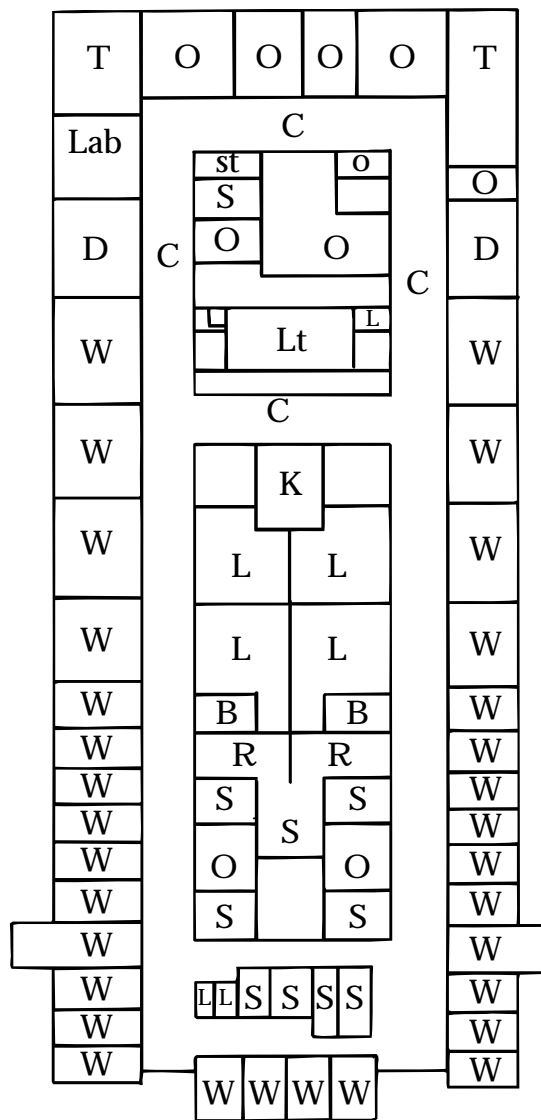 T O O O O T
C
Lab st o
S O
D C O O C D
W Lt L W
C
W K W
W L L W
W L L W
W B B W
W R R W
W S S W
W S W
W O O W
W S S W
W W
W L L S S S S W
W W
W W W W W W